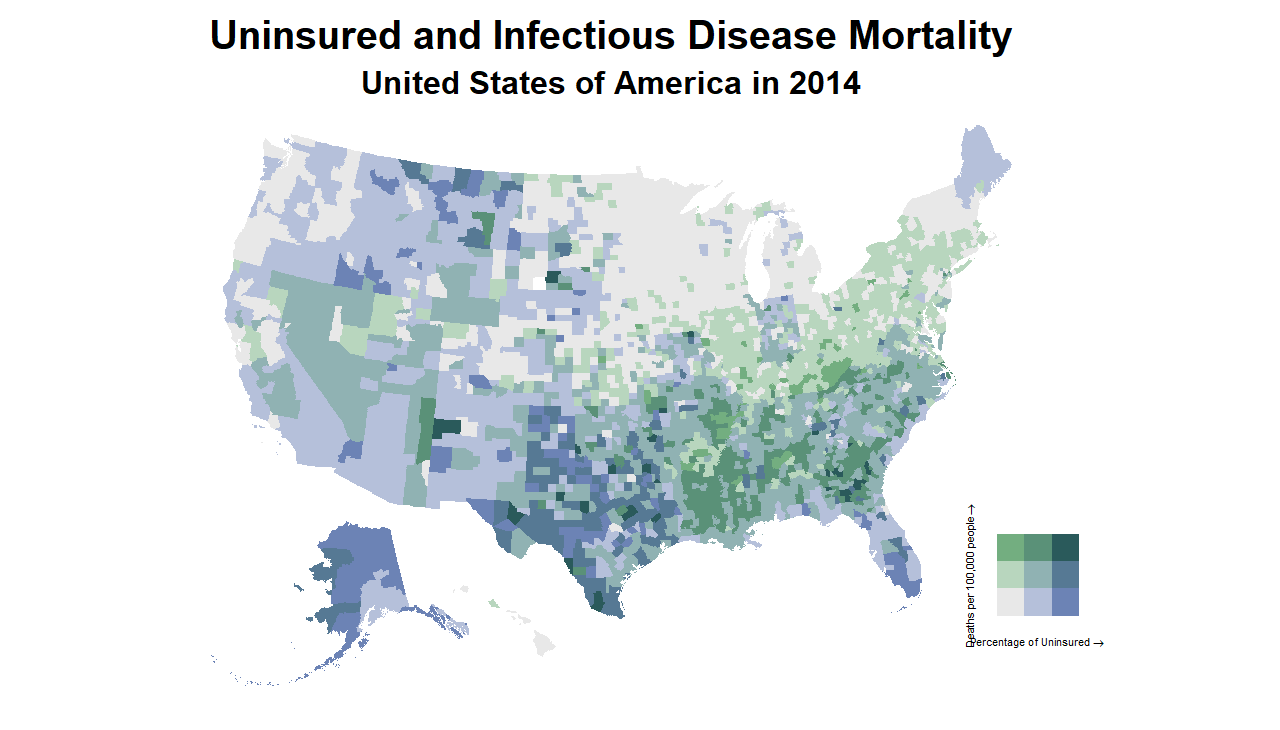 Uninsured and Infectious Disease Mortality
United States of America in 2014
Deaths per 100,000 people →
Percentage of Uninsured →